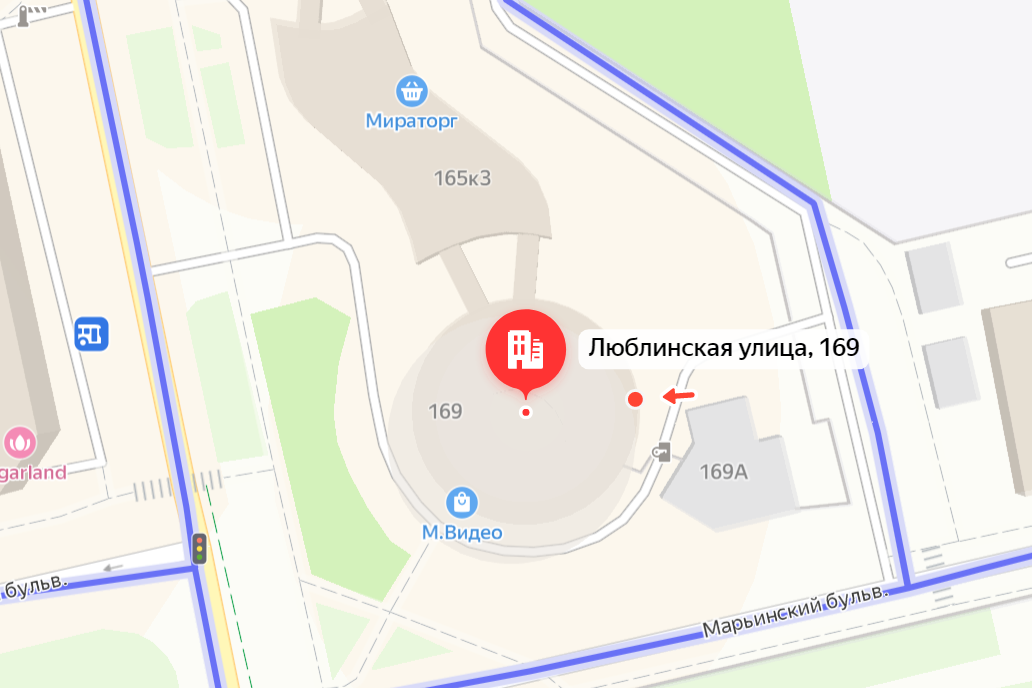 Мираторг
165к3
Люблинская улица, 169
169
garland
169А
М.Видео
бульв.
Марьинский бульв.